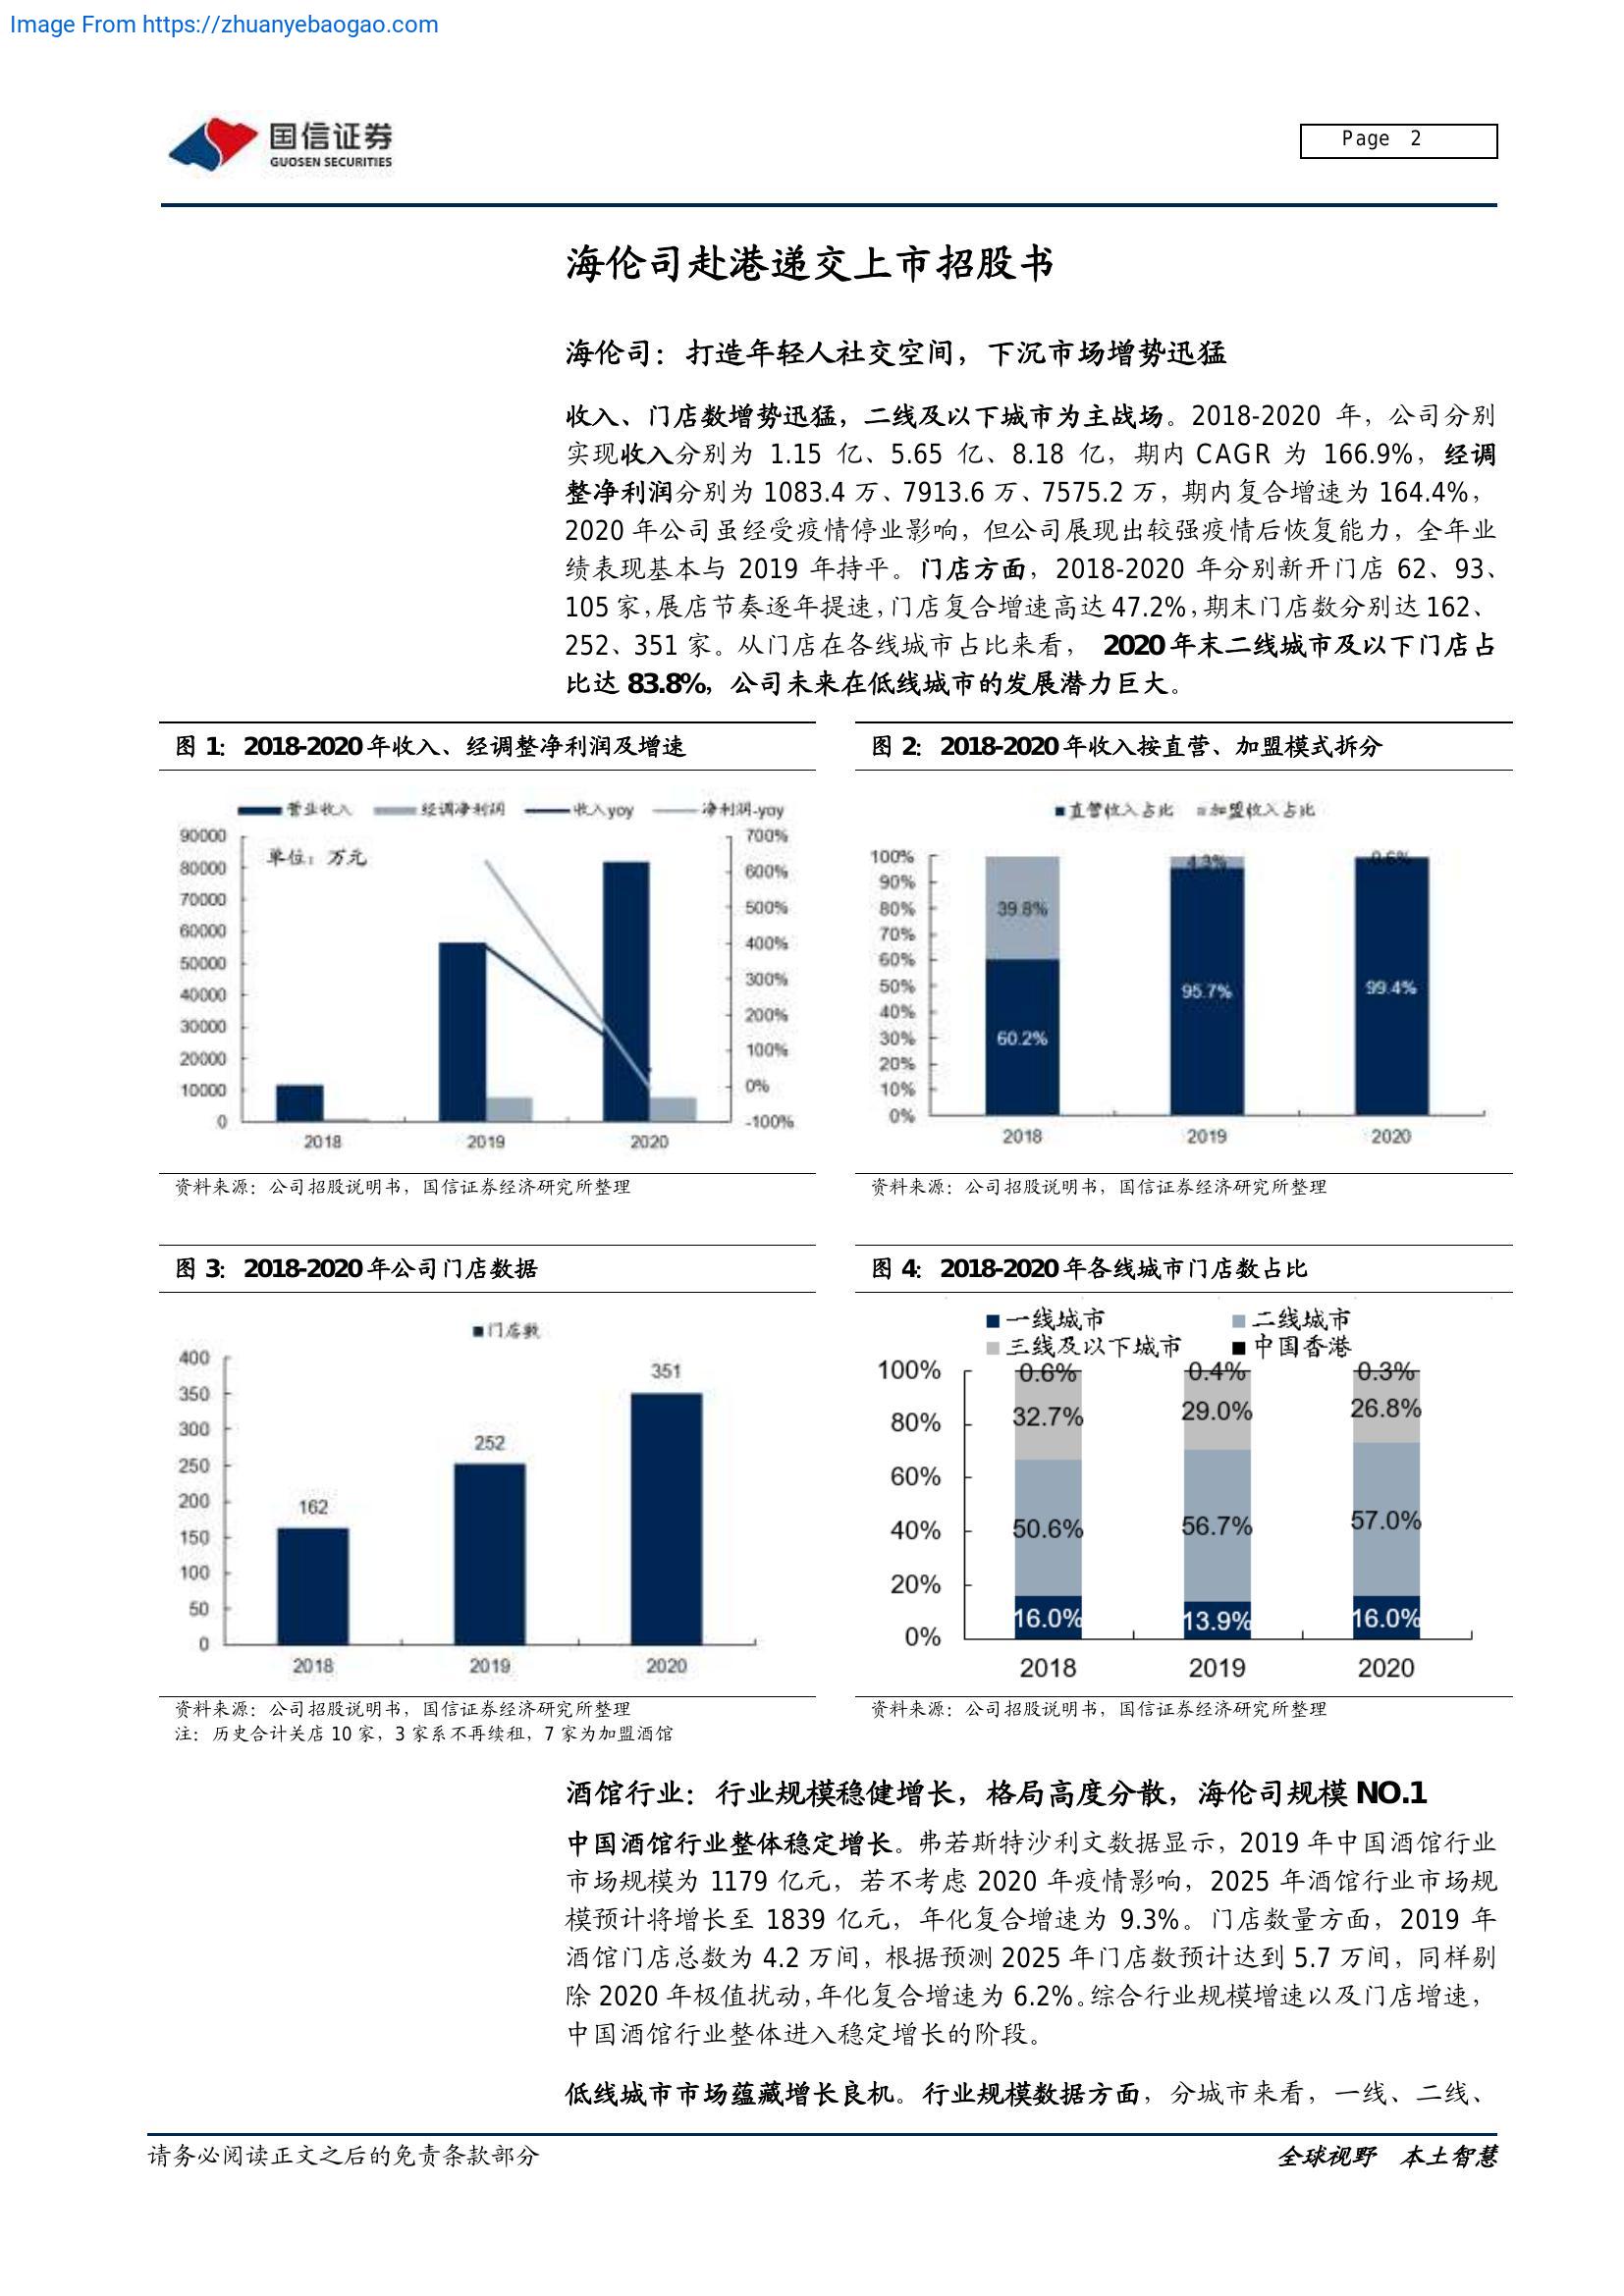 Image From https://zhuanyebaogao.com
国信证券
GUOSEN SECURITIES
Page 2
海伦司赴港递交上市招股书
海伦司：打造年轻人社交空间，下沉市场增势迅猛
收入、门店数增势迅猛，二线及以下城市为主战场。2018-2020 年，公司分别
实现收入分别为 1.15 亿、5.65 亿、8.18 亿，期内 CAGR 为 166.9%，经调
整净利润分别为 1083.4 万、7913.6 万、7575.2 万，期内复合增速为 164.4%，
2020 年公司虽经受疫情停业影响，但公司展现出较强疫情后恢复能力，全年业
绩表现基本与 2019 年持平。门店方面，2018-2020 年分别新开门店 62、93、
105 家，展店节奏逐年提速，门店复合增速高达 47.2%，期末门店数分别达 162、
252、351 家。从门店在各线城市占比来看， 2020 年末二线城市及以下门店占
比达 83.8%，公司未来在低线城市的发展潜力巨大。
图 1： 2018-2020 年收入、经调整净利润及增速
营业收入 经调净利润 收入yoy 净利润-yoy
单位：万元
90000
80000
70000
60000
50000
40000
30000
20000
10000
0
700%
600%
500%
400%
300%
200%
100%
0%
-100%
2018 2019 2020
资料来源：公司招股说明书，国信证券经济研究所整理
图 2： 2018-2020 年收入按直营、加盟模式拆分
直营收入占比 加盟收入占比
100%
90%
80%
70%
60%
50%
40%
30%
20%
10%
0%
39.8% 4.3% 0.6%
60.2% 95.7% 99.4%
2018 2019 2020
资料来源：公司招股说明书，国信证券经济研究所整理
图 3： 2018-2020 年公司门店数据
门店数
400
350
300
250
200
150
100
50
0
162 252 351
2018 2019 2020
资料来源：公司招股说明书，国信证券经济研究所整理
注：历史合计关店 10 家，3 家系不再续租，7 家为加盟酒馆
图 4： 2018-2020 年各线城市门店数占比
一线城市 二线城市
三线及以下城市 中国香港
100%
80%
60%
40%
20%
0%
0.6% 0.4% 0.3%
32.7% 29.0% 26.8%
50.6% 56.7% 57.0%
16.0% 13.9% 16.0%
2018 2019 2020
资料来源：公司招股说明书，国信证券经济研究所整理
酒馆行业：行业规模稳健增长，格局高度分散，海伦司规模 NO.1
中国酒馆行业整体稳定增长。弗若斯特沙利文数据显示，2019 年中国酒馆行业
市场规模为 1179 亿元，若不考虑 2020 年疫情影响，2025 年酒馆行业市场规
模预计将增长至 1839 亿元，年化复合增速为 9.3%。门店数量方面，2019 年
酒馆门店总数为 4.2 万间，根据预测 2025 年门店数预计达到 5.7 万间，同样剔
除 2020 年极值扰动，年化复合增速为 6.2%。综合行业规模增速以及门店增速，
中国酒馆行业整体进入稳定增长的阶段。
低线城市市场蕴藏增长良机。行业规模数据方面，分城市来看，一线、二线、
请务必阅读正文之后的免责条款部分
全球视野 本土智慧